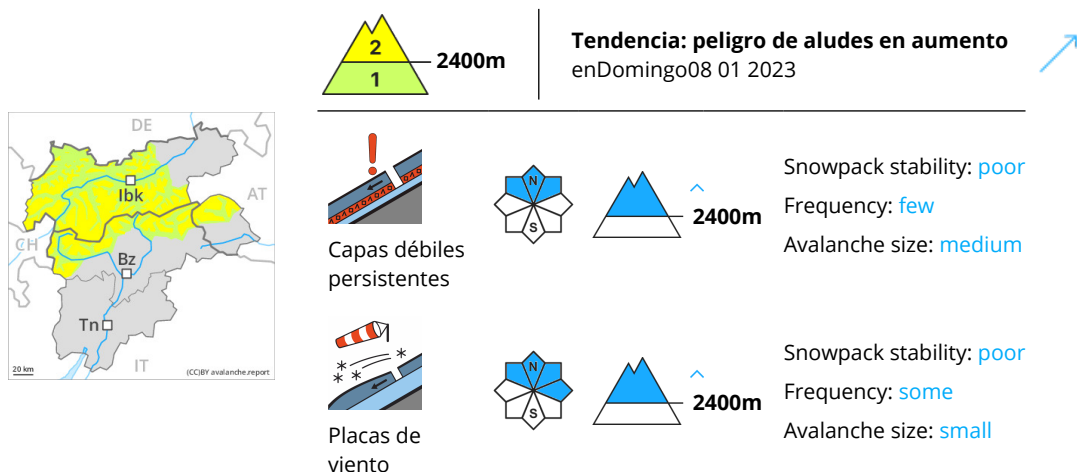 2
1
2400m
Tendencia: peligro de aludes en aumento
enDomingo08 01 2023
DE
Ibk
AT
CH
Bz
Tn
IT
20 km
(CC)BY avalanche.report
Capas débiles
persistentes
N
S
2400m
Snowpack stability: poor
Frequency: few
Avalanche size: medium
Placas de
viento
N
S
2400m
Snowpack stability: poor
Frequency: some
Avalanche size: small